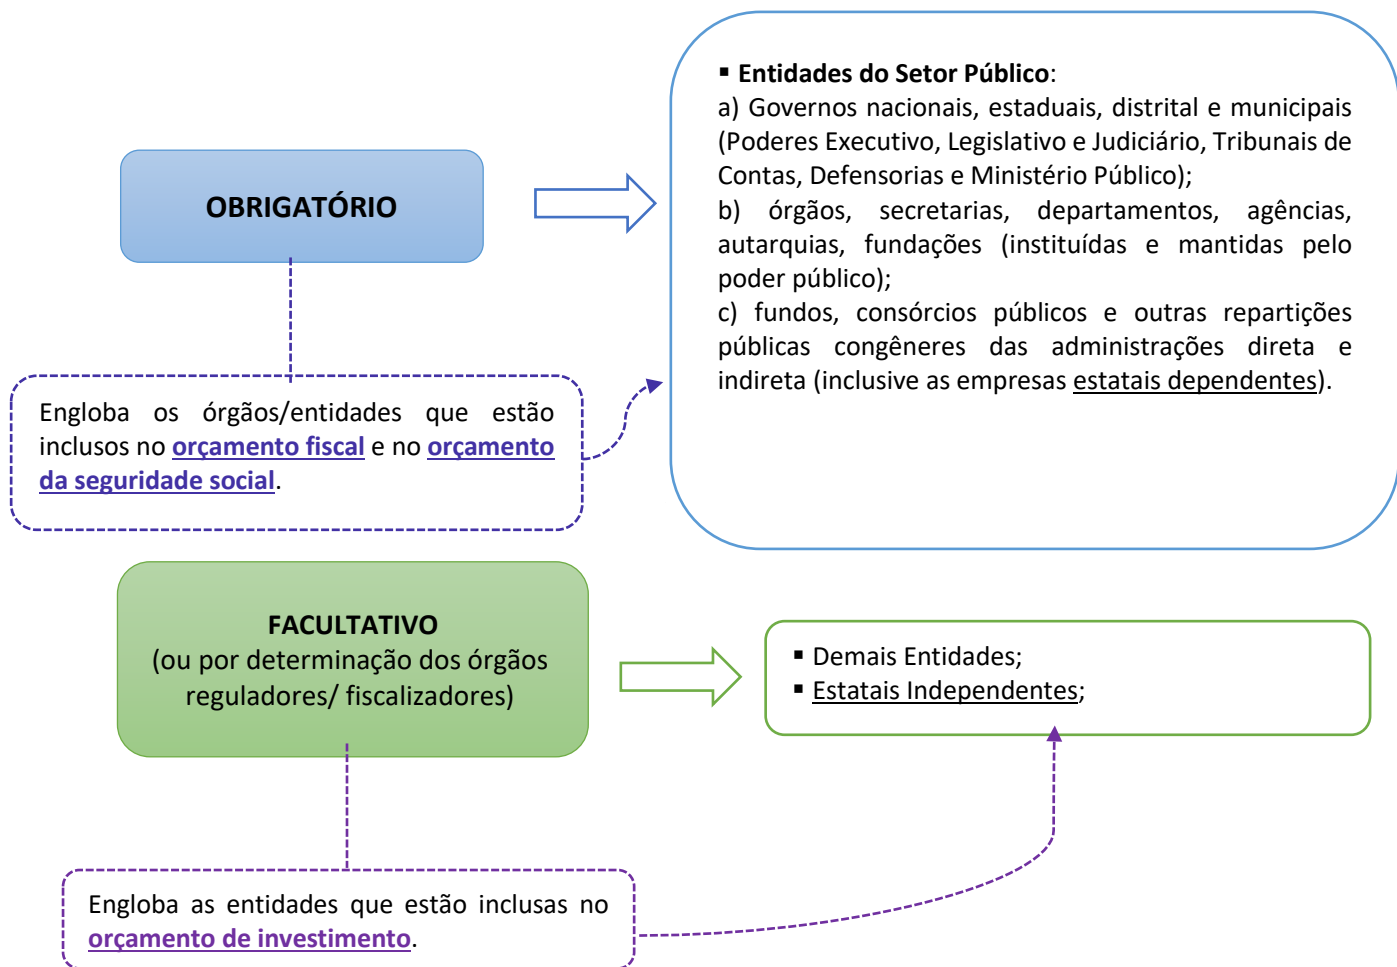 OBRIGATÓRIO
▪ Entidades do Setor Público:
a) Governos nacionais, estaduais, distrital e municipais
(Poderes Executivo, Legislativo e Judiciário, Tribunais de
Contas, Defensorias e Ministério Público);
b) órgãos, secretarias, departamentos, agências,
autarquias, fundações (instituídas e mantidas pelo
poder público);
c) fundos, consórcios públicos e outras repartições
públicas congêneres das administrações direta e
indireta (inclusive as empresas estatais dependentes).
Engloba os órgãos/entidades que estão
inclusos no orçamento fiscal e no orçamento
da seguridade social.
FACULTATIVO
(ou por determinação dos órgãos
reguladores/ fiscalizadores)
▪ Demais Entidades;
▪ Estatais Independentes;
Engloba as entidades que estão inclusas no
orçamento de investimento.